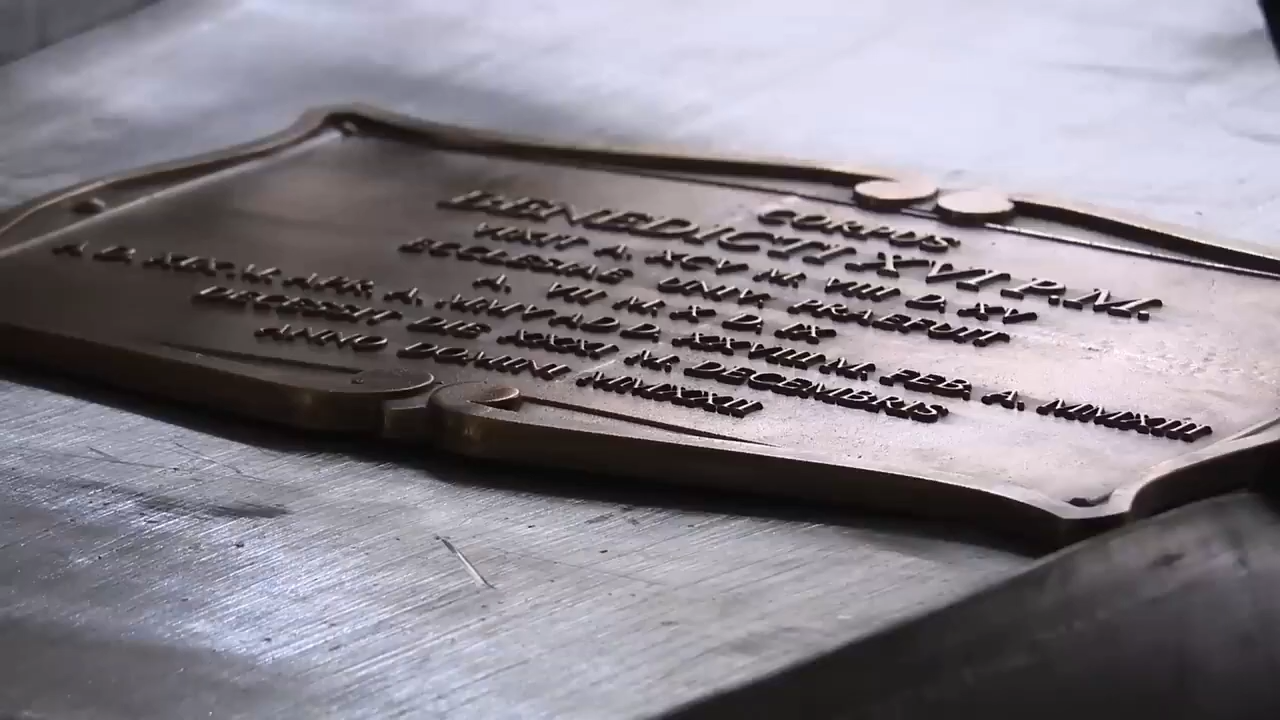 CORPUS
BENEDICTI XVI P.M.
VIXIT A. XCV M. VIII D. XV
ECCLESIAE UNIV. PRAEFUIT
A. VII M. X D. IX
A D. XIX M. APR. A. MMV AD D. XXVIII M. FEB. A. MMXIII
DECESSIT DIE XXXI M. DECEMBRIS
ANNO DOMINI MMXXII